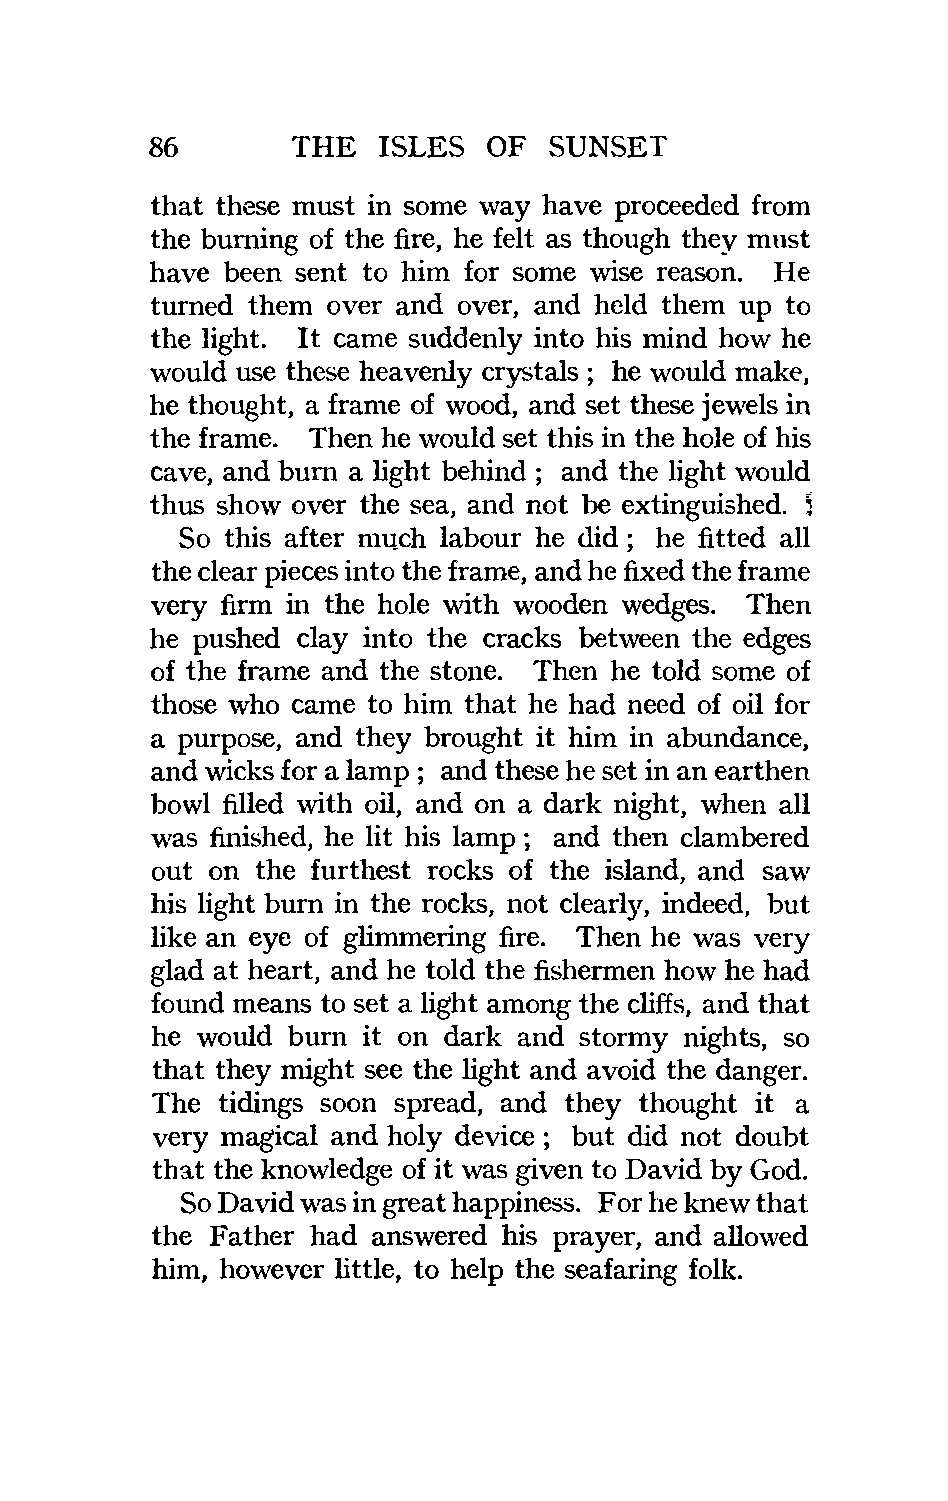 86 THE ISLES OF SUNSET
that these must in some way have proceeded from
the burning of the fire, he felt as though they must
have been sent to him for some wise reason. He
turned them over and over, and held them up to
the light. It came suddenly into his mind how he
would use these heavenly crystals ; he would make,
he thought, a frame of wood, and set these jewels in
the frame. Then he would set this in the hole of his
cave, and burn a light behind ; and the light would
thus show over the sea, and not be extinguished.
So this after much labour he did ; he fitted all
the clear pieces into the frame, and he fixed the frame
very firm in the hole with wooden wedges. Then
he pushed clay into the cracks between the edges
of the frame and the stone. Then he told some of
those who came to him that he had need of oil for
a purpose, and they brought it him in abundance,
and wicks for a lamp ; and these he set in an earthen
bowl filled with oil, and on a dark night, when all
was finished, he lit his lamp ; and then clambered
out on the furthest rocks of the island, and saw
his light burn in the rocks, not clearly, indeed, but
like an eye of glimmering fire. Then he was very
glad at heart, and he told the fishermen how he had
found means to set a light among the cliffs, and that
he would burn it on dark and stormy nights, so
that they might see the light and avoid the danger.
The tidings soon spread, and they thought it a
very magical and holy device ; but did not doubt
that the knowledge of it was given to David by God.
So David was in great happiness. For he knew that
the Father had answered his prayer, and allowed
him, however little, to help the seafaring folk.